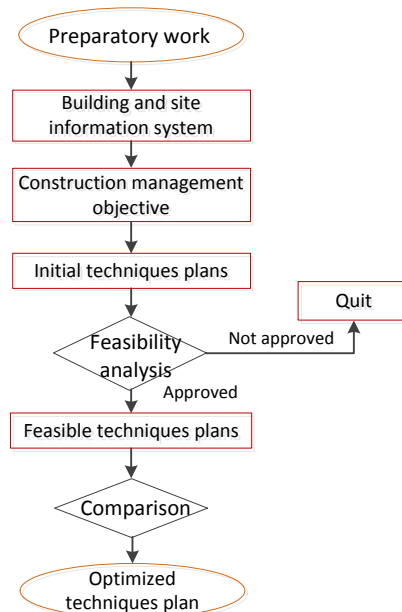 Preparatory work
Building and site
information system
Construction management
objective
Initial techniques plans
Quit
Feasibility
analysis
Not approved
Approved
Feasible techniques plans
Comparison
Optimized
techniques plan